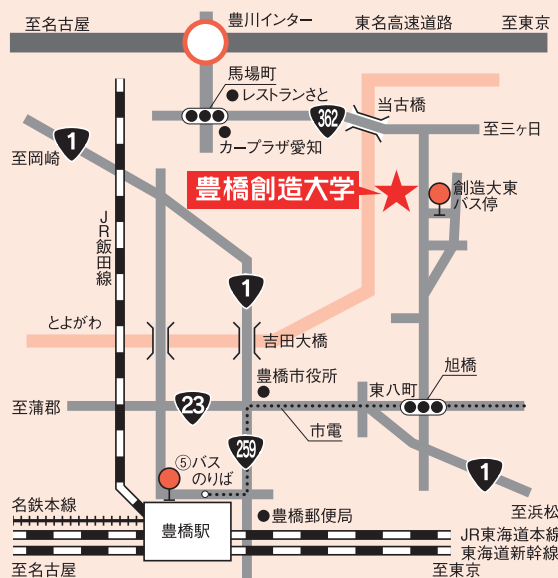 至名古屋
豊川インター
東名高速道路
至東京
馬場町
レストランさと
カープラザ愛知
362
当古橋
至三ヶ日
1
至岡崎
豊橋創造大学
創造大東
バス停
JR飯田線
とよがわ
1
吉田大橋
豊橋市役所
東八町
旭橋
至蒲郡
23
市電
259
⑤バス
のりば
1
至浜松
名鉄本線
豊橋駅
豊橋郵便局
JR東海道本線
東海道新幹線
至名古屋
至東京